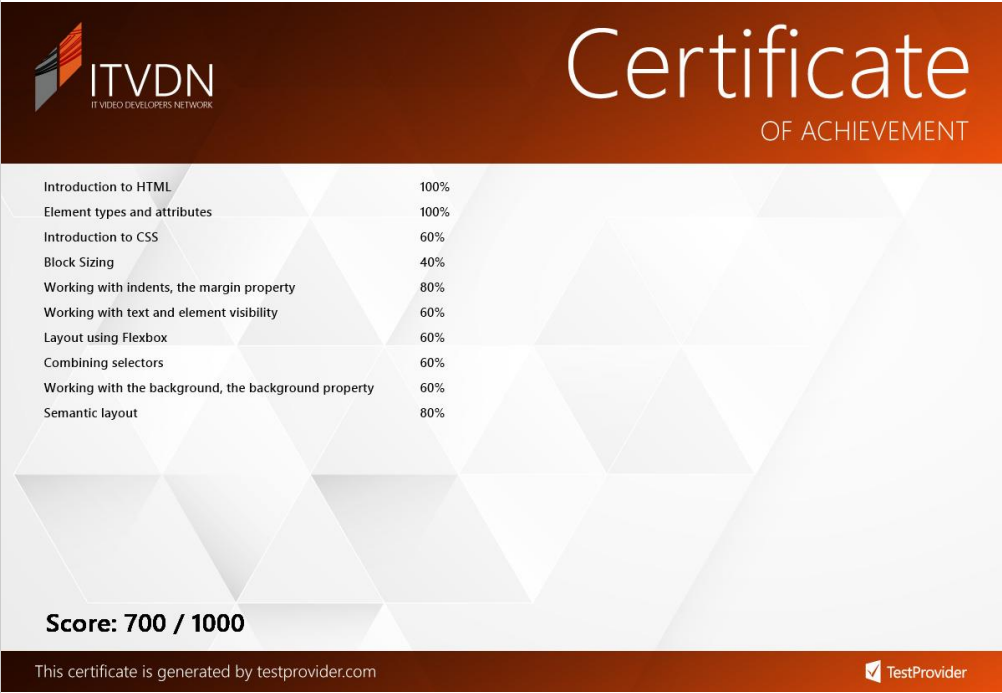 ITVDN
IT VIDEO DEVELOPERS NETWORK
Certificate
OF ACHIEVEMENT
Introduction to HTML 100%
Element types and attributes 100%
Introduction to CSS 60%
Block Sizing 40%
Working with indents, the margin property 80%
Working with text and element visibility 60%
Layout using Flexbox 60%
Combining selectors 60%
Working with the background, the background property 60%
Semantic layout 80%
Score: 700 / 1000
This certificate is generated by testprovider.com
TestProvider